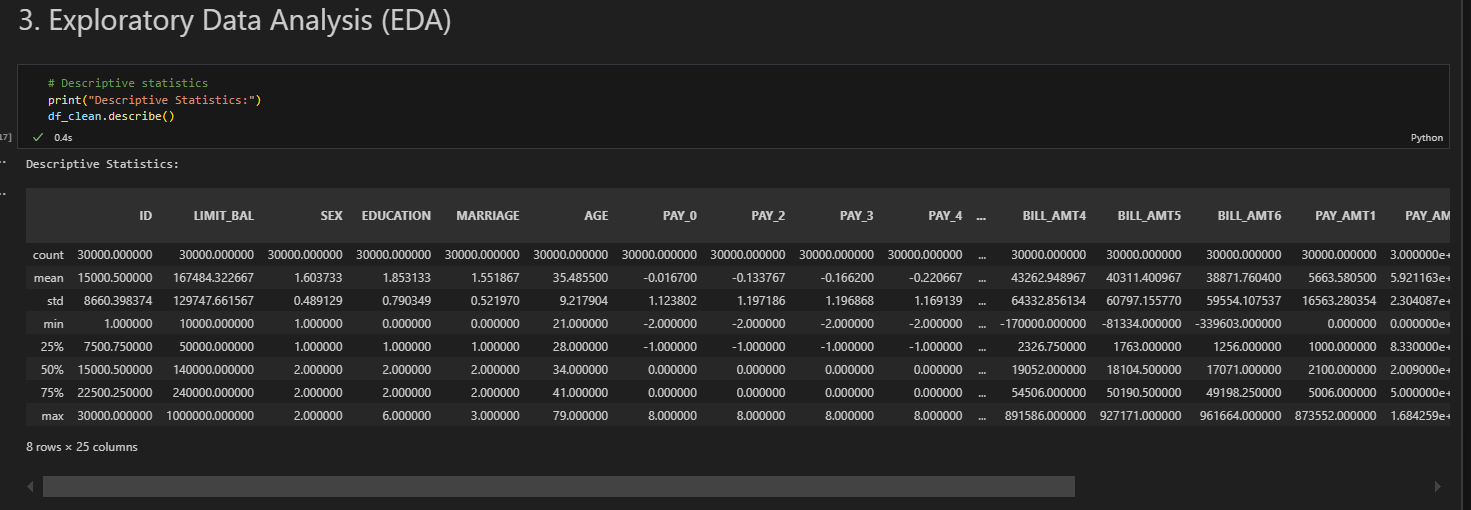 3. Exploratory Data Analysis (EDA)
# Descriptive statistics
print("Descriptive Statistics:")
df_clean.describe()
17]
0.4s
Python
Descriptive Statistics:
ID LIMIT_BAL SEX EDUCATION MARRIAGE AGE PAY_0 PAY_2 PAY_3 PAY_4 ... BILL_AMT4 BILL_AMT5 BILL_AMT6 PAY_AMT1 PAY_AM
count 30000.000000 30000.000000 30000.000000 30000.000000 30000.000000 30000.000000 30000.000000 30000.000000 30000.000000 30000.000000 ... 30000.000000 30000.000000 30000.000000 30000.000000 3.000000e+
mean 15000.500000 167484.322667 1.603733 1.853133 1.551867 35.485500 -0.016700 -0.133767 -0.166200 -0.220667 ... 43262.948967 40311.400967 38871.760400 5663.580500 5.921163e+
std 8660.398374 129747.661567 0.489129 0.790349 0.521970 9.217904 1.123802 1.197186 1.196868 1.169139 ... 64332.856134 60797.155770 59554.107537 16563.280354 2.304087e+
min 1.000000 10000.000000 1.000000 0.000000 0.000000 21.000000 -2.000000 -2.000000 -2.000000 -2.000000 ... -170000.000000 -81334.000000 -339603.000000 0.000000 0.000000e+
25% 7500.750000 50000.000000 1.000000 1.000000 1.000000 28.000000 -1.000000 -1.000000 -1.000000 -1.000000 ... 2326.750000 1763.000000 1256.000000 1000.000000 8.330000e+
50% 15000.500000 140000.000000 2.000000 2.000000 2.000000 34.000000 0.000000 0.000000 0.000000 0.000000 ... 19052.000000 18104.500000 17071.000000 2100.000000 2.009000e+
75% 22500.250000 240000.000000 2.000000 2.000000 2.000000 41.000000 0.000000 0.000000 0.000000 0.000000 ... 54506.000000 50190.500000 49198.250000 5006.000000 5.000000e+
max 30000.000000 1000000.000000 2.000000 6.000000 3.000000 79.000000 8.000000 8.000000 8.000000 8.000000 ... 891586.000000 927171.000000 961664.000000 873552.000000 1.684259e+
8 rows × 25 columns